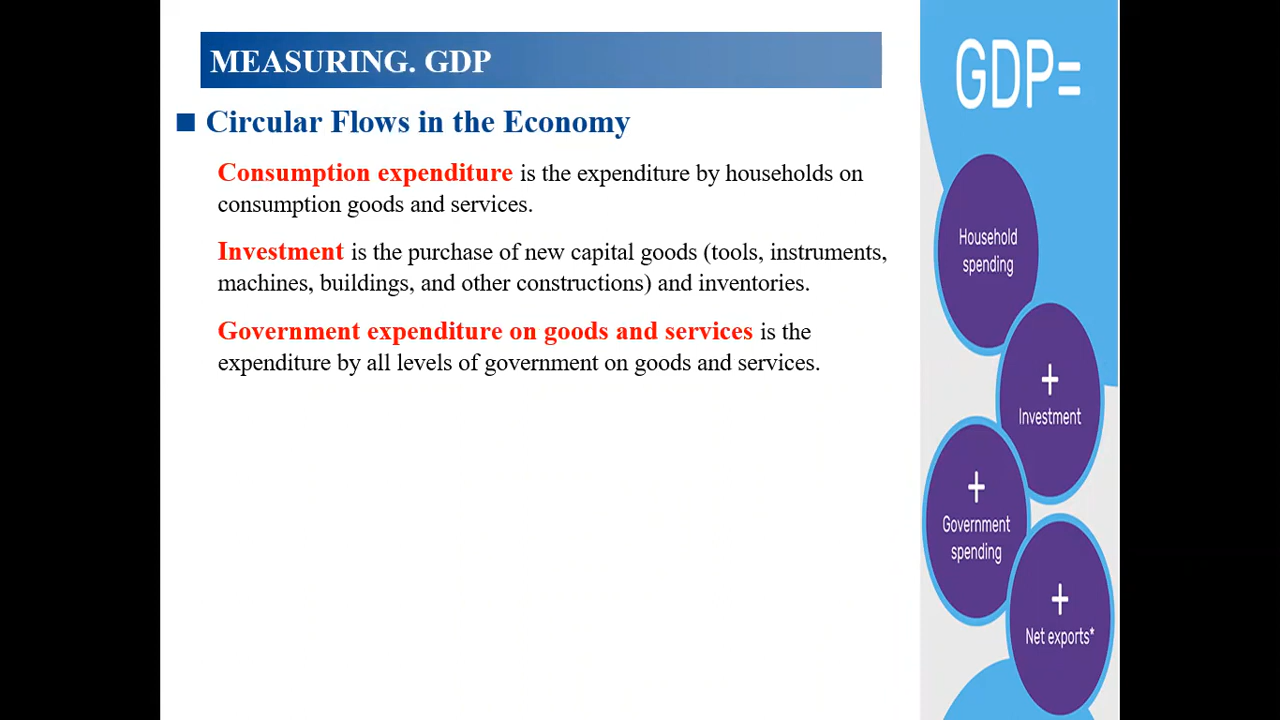 MEASURING. GDP
Circular Flows in the Economy
Consumption expenditure is the expenditure by households on
consumption goods and services.
Investment is the purchase of new capital goods (tools, instruments,
machines, buildings, and other constructions) and inventories.
Government expenditure on goods and services is the
expenditure by all levels of government on goods and services.
GDP=
Household
spending
+
Investment
+
Government
spending
+
Net exports*